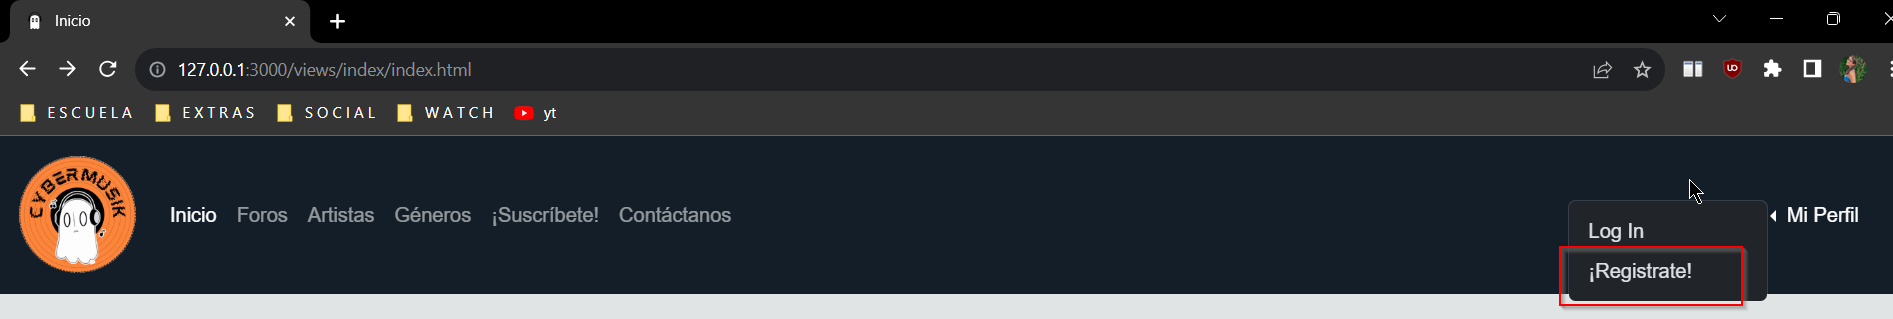 Inicio
127.0.0.1:3000/views/index/index.html
ESCUELA EXTRAS SOCIAL WATCH yt
CYBERMUSIK
Inicio Foros Artistas Géneros ¡Suscríbete! Contáctanos Mi Perfil
Log In
¡Registrate!